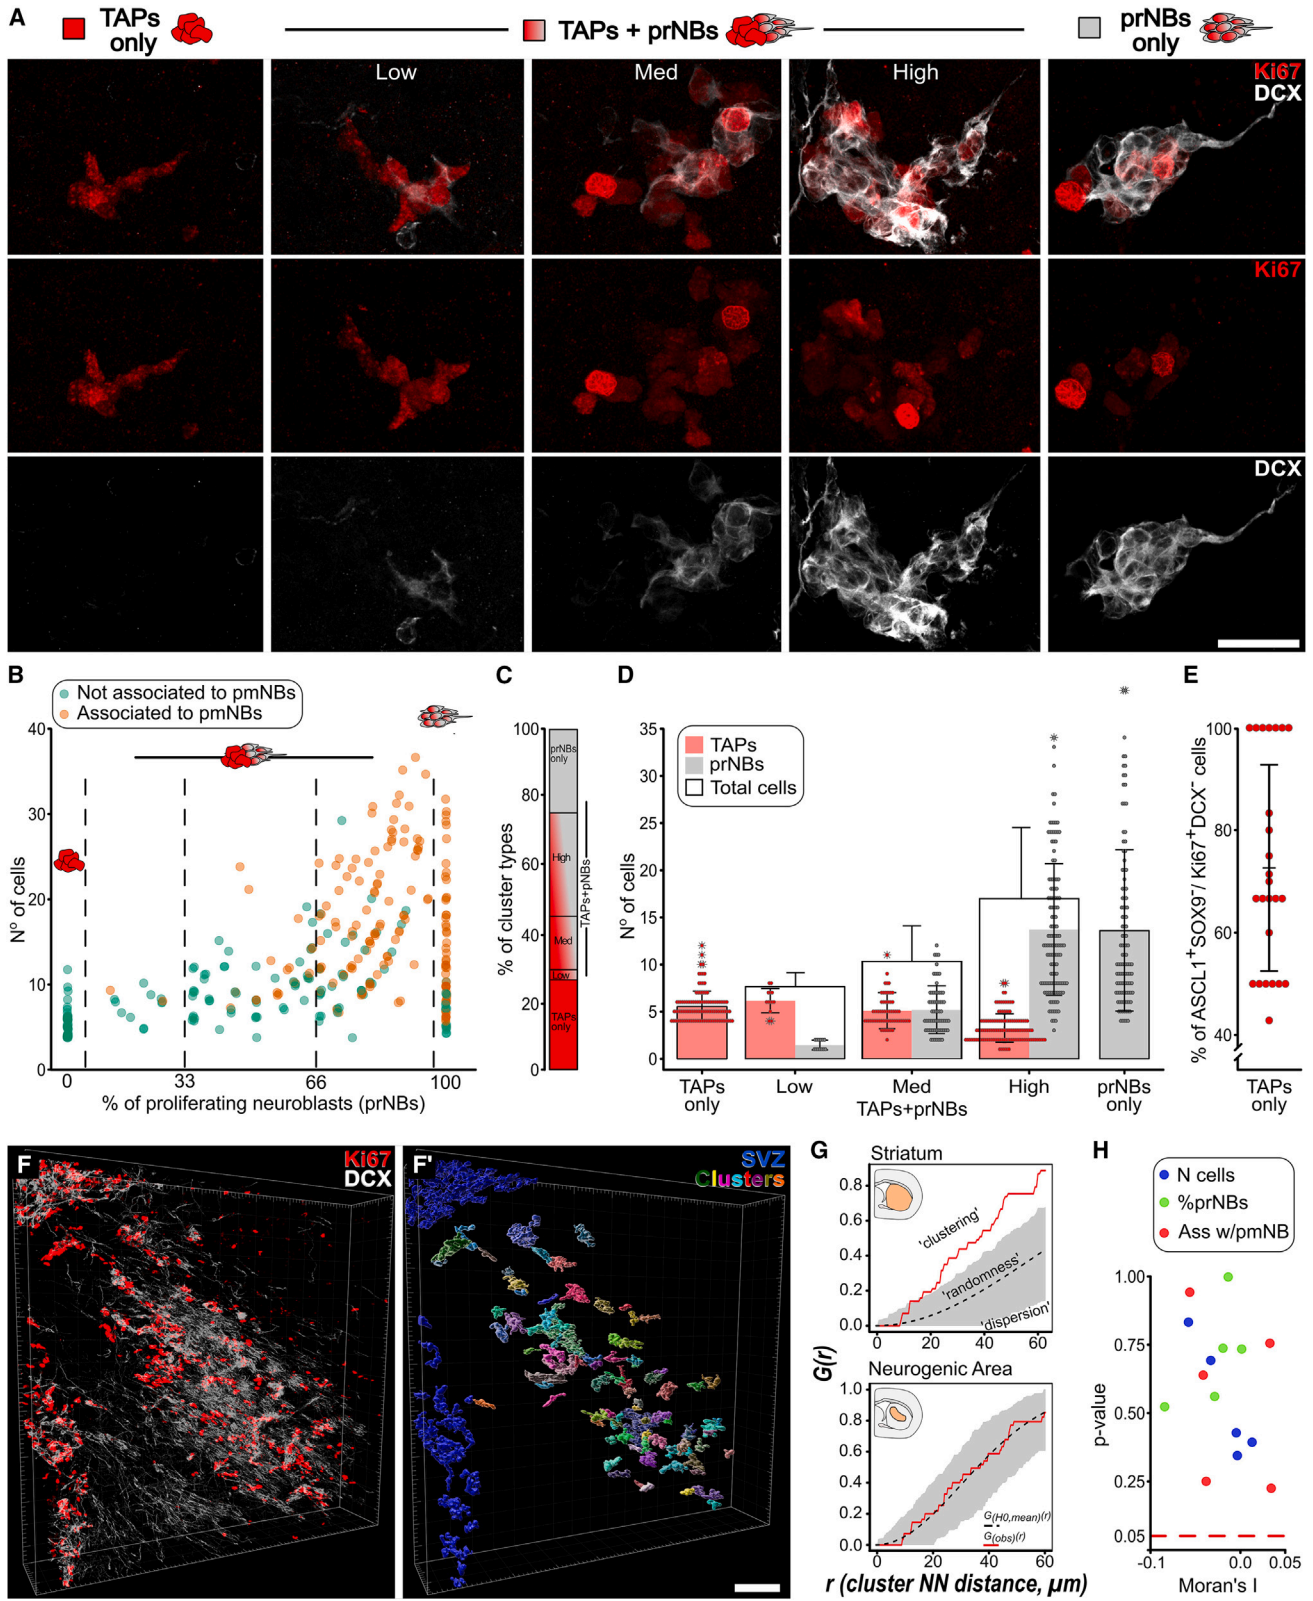 A
TAPs
only
TAPs + prNBs
prNBs
only
Low
Med
High
Ki67
DCX
Ki67
DCX
B
Not associated to pmNBs
Associated to pmNBs
Nº of cells
40
30
20
10
0
0
33
66
100
% of proliferating neuroblasts (prNBs)
C
% of cluster types
100
80
60
40
20
0
prNBs
only
High
Med
Low
TAPs
only
TAPs+pNBs
D
Nº of cells
35
30
25
20
15
10
5
0
TAPs
prNBs
Total cells
TAPs
only
Low
Med
High
prNBs
only
TAPs+prNBs
E
% of ASCL1+SOX9-/ Ki67+DCX- cells
100
80
60
40
0
TAPs
only
F
Ki67
DCX
F'
SVZ
Clusters
G
Striatum
0.8
0.6
0.4
0.2
0.0
'clustering'
'randomness'
'dispersion'
0
20
40
60
G(r)
Neurogenic Area
1.0
0.8
0.6
0.4
0.2
0.0
G(H0,mean)(r)
G(obs)(r)
0
20
40
60
r (cluster NN distance, µm)
H
N cells
%prNBs
Ass w/pmNB
p-value
1.00
0.75
0.50
0.25
0.05
-0.1
0.0
0.05
Moran's I